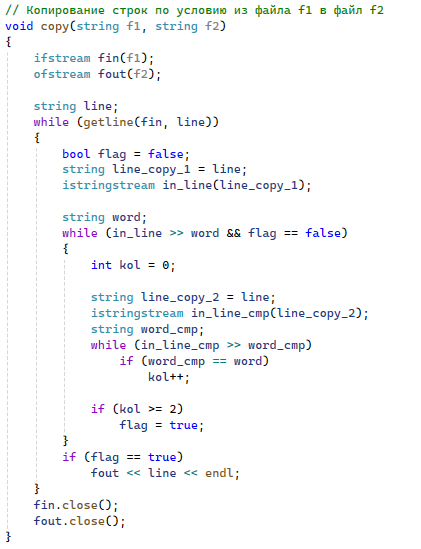 // Копирование строк по условию из файла f1 в файл f2
void copy(string f1, string f2)
{
    ifstream fin(f1);
    ofstream fout(f2);

    string line;
    while (getline(fin, line))
    {
        bool flag = false;
        string line_copy_1 = line;
        istringstream in_line(line_copy_1);

        string word;
        while (in_line >> word && flag == false)
        {
            int kol = 0;

            string line_copy_2 = line;
            istringstream in_line_cmp(line_copy_2);
            string word_cmp;
            while (in_line_cmp >> word_cmp)
                if (word_cmp == word)
                    kol++;

            if (kol >= 2)
                flag = true;
        }
        if (flag == true)
            fout << line << endl;
    }
    fin.close();
    fout.close();
}